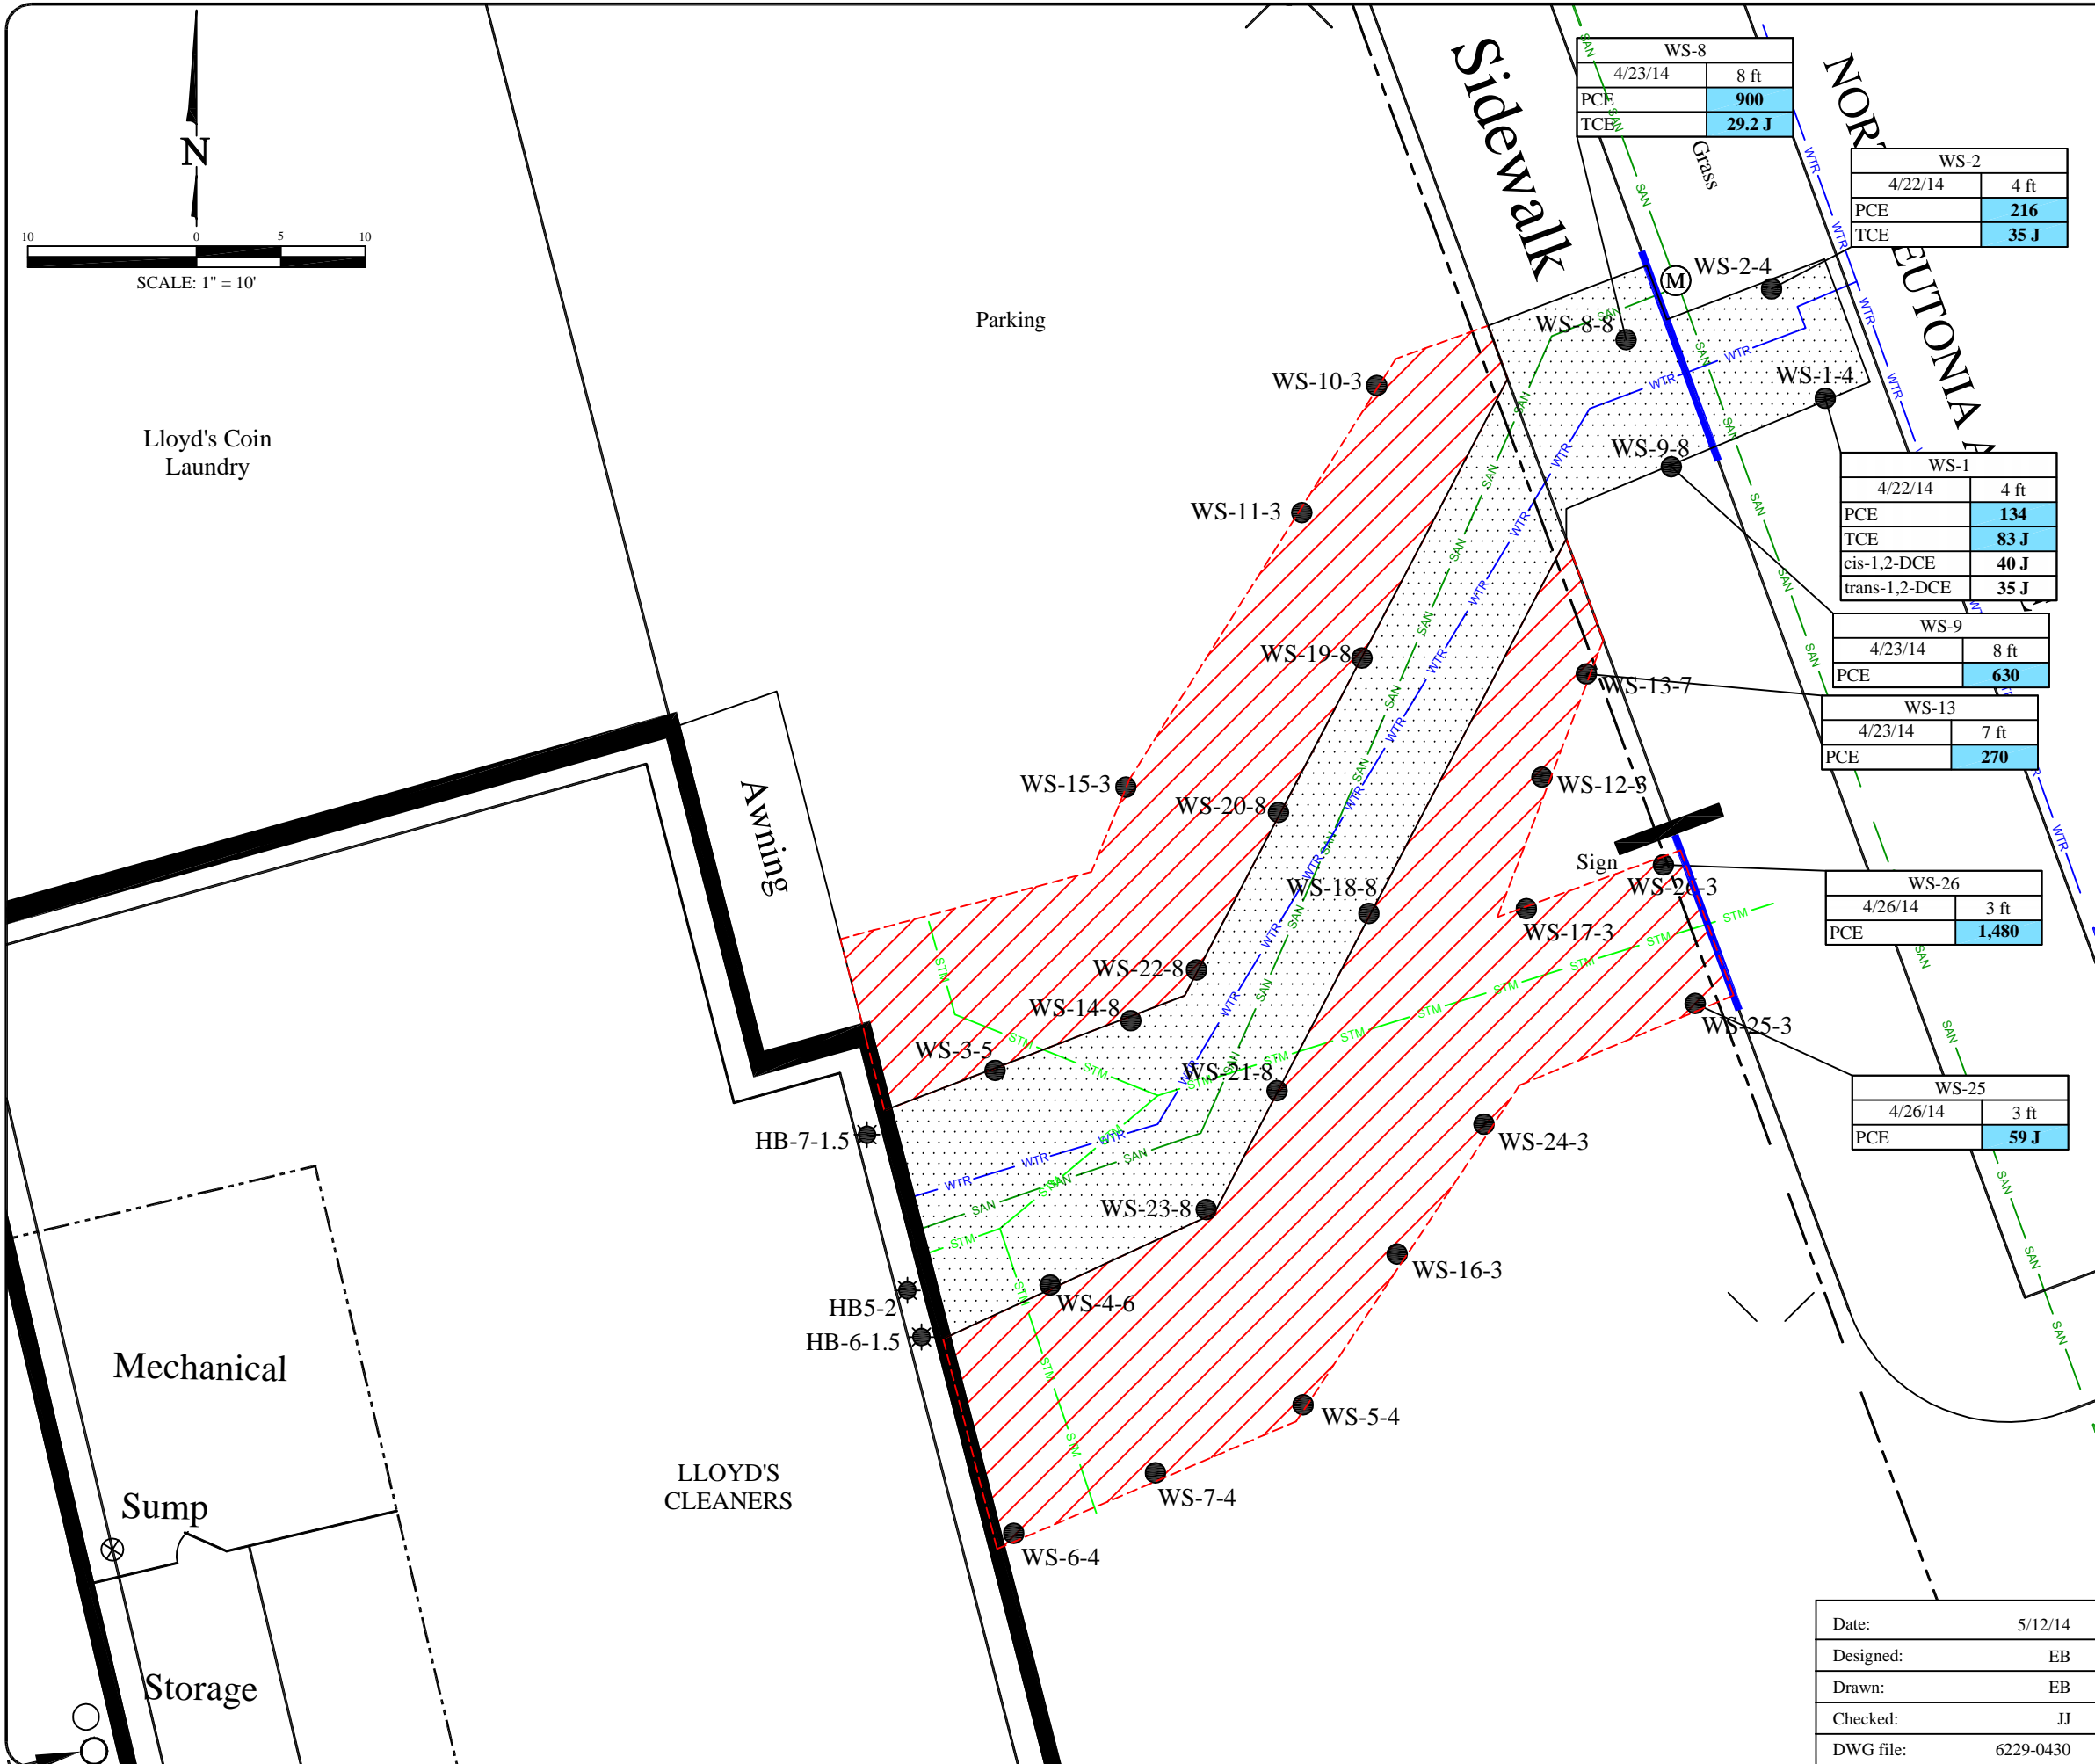 N
10 0 5 10
SCALE: 1" = 10'
Lloyd's Coin
Laundry
Parking
Sidewalk
Grass
WS-8
4/23/14 8 ft
PCE 900
TCE 29.2 J
WS-2
4/22/14 4 ft
PCE 216
TCE 35 J
M
WS-2-4
WS-8-8
WS-10-3
WS-1-4
WS-9-8
WS-11-3
WS-1
4/22/14 4 ft
PCE 134
TCE 83 J
cis-1,2-DCE 40 J
trans-1,2-DCE 35 J
WS-9
4/23/14 8 ft
PCE 630
WS-19-8
WS-13-7
WS-13
4/23/14 7 ft
PCE 270
WS-15-3
WS-12-3
WS-20-8
Awning
Sign
WS-26-3
WS-26
4/26/14 3 ft
PCE 1,480
WS-18-8
WS-17-3
WS-22-8
WS-14-8
WS-25-3
WS-3-5
WS-21-8
WS-25
4/26/14 3 ft
PCE 59 J
HB-7-1.5
WS-24-3
WS-23-8
WS-16-3
HB5-2
WS-4-6
HB-6-1.5
Mechanical
WS-5-4
LLOYD'S
CLEANERS
WS-7-4
Sump
WS-6-4
Storage
SAN
WTR
STM
Date: 5/12/14
Designed: EB
Drawn: EB
Checked: JJ
DWG file: 6229-0430